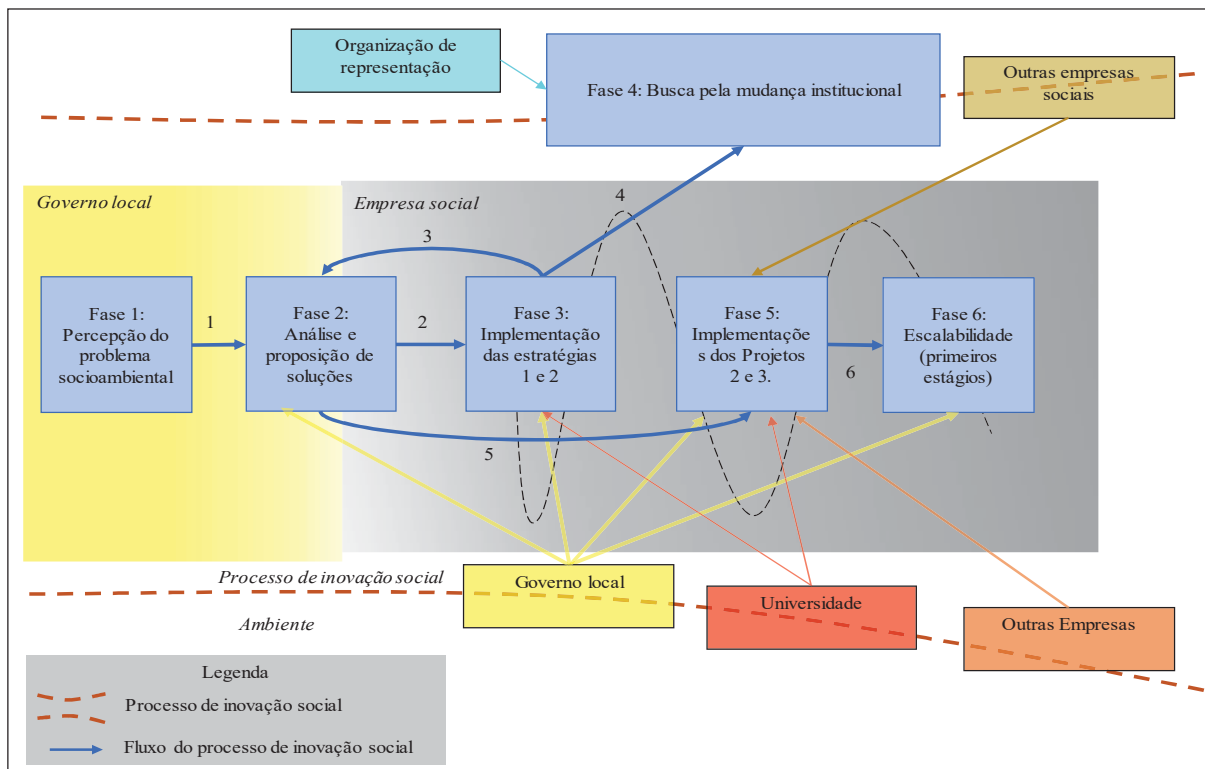 Organização de
representação
Fase 4: Busca pela mudança institucional
Outras empresas
sociais
Governo local
Empresa social
4
3
Fase 1:
Percepção do
problema
socioambiental
1
Fase 2:
Análise e
proposição de
soluções
2
Fase 3:
Implementação
das estratégias
1 e 2
Fase 5:
Implementaçõe
s dos Projetos
2 e 3.
6
Fase 6:
Escalabilidade
(primeiros
estágios)
5
Processo de inovação social
Governo local
Universidade
Outras Empresas
Ambiente
Legenda
Processo de inovação social
Fluxo do processo de inovação social